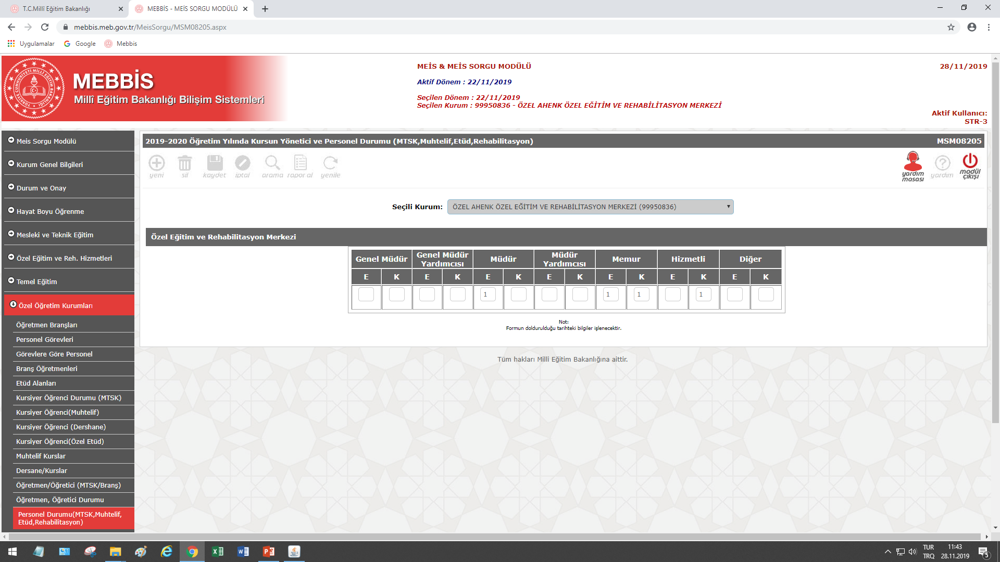 T.C.Millî Eğitim Bakanlığı
MEBBİS - MEİS SORGU MODÜLÜ
mebbis.meb.gov.tr/MeisSorgu/MSM08205.aspx
Uygulamalar
Google
Mebbis
MEBBİS
Millî Eğitim Bakanlığı Bilişim Sistemleri
MEİS & MEİS SORGU MODÜLÜ
28/11/2019
Aktif Dönem : 22/11/2019
Seçilen Dönem : 22/11/2019
Seçilen Kurum : 99950836 - ÖZEL AHENK ÖZEL EĞİTİM VE REHABİLİTASYON MERKEZİ
Aktif Kullanıcı:
STR-3
Meis Sorgu Modülü
Kurum Genel Bilgileri
Durum ve Onay
Hayat Boyu Öğrenme
Mesleki ve Teknik Eğitim
Özel Eğitim ve Reh. Hizmetleri
Temel Eğitim
Özel Öğretim Kurumları
Öğretmen Branşları
Personel Görevleri
Görevlere Göre Personel
Branş Öğretmenleri
Etüd Alanları
Kursiyer Öğrenci Durumu (MTSK)
Kursiyer Öğrenci(Muhtelif)
Kursiyer Öğrenci (Dershane)
Kursiyer Öğrenci(Özel Etüd)
Muhtelif Kurslar
Dersane/Kurslar
Öğretmen/Öğretici (MTSK/Branş)
Öğretmen, Öğretici Durumu
Personel Durumu(MTSK,Muhtelif,
Etüd,Rehabilitasyon)
2019-2020 Öğretim Yılında Kursun Yönetici ve Personel Durumu (MTSK,Muhtelif,Etüd,Rehabilitasyon)
MSM08205
yeni sil kaydet iptal arama rapor al yenile
yardım masası
yardım
modül çıkışı
Seçili Kurum: ÖZEL AHENK ÖZEL EĞİTİM VE REHABİLİTASYON MERKEZİ (99950836)
Özel Eğitim ve Rehabilitasyon Merkezi
Genel Müdür Genel Müdür Yardımcısı Müdür Müdür Yardımcısı Memur Hizmetli Diğer
E K E K E K E K E K E K E K
1 1 1 1
Not:
Formun doldurulduğu tarihteki bilgiler işlenecektir.
Tüm hakları Milli Eğitim Bakanlığına aittir.
TUR
TRQ
11:43
28.11.2019
5